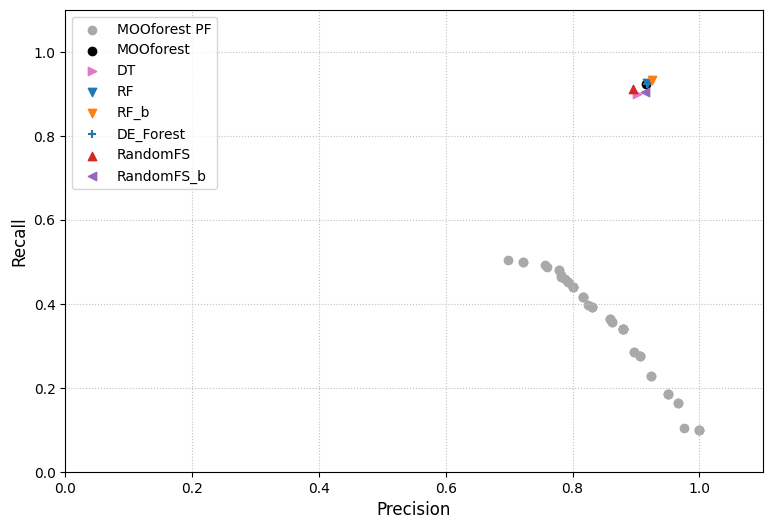 MOOforest PF
MOOforest
DT
RF
RF_b
DE_Forest
RandomFS
RandomFS_b
1.0
0.8
0.6
0.4
0.2
0.0
Recall
0.0 0.2 0.4 0.6 0.8 1.0
Precision